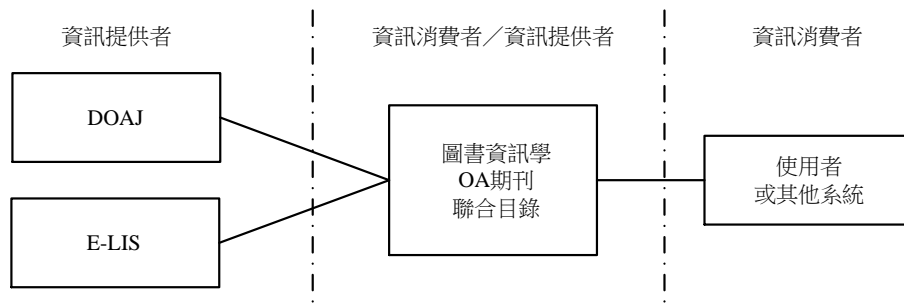 資訊提供者
資訊消費者／資訊提供者
資訊消費者
DOAJ
E-LIS
圖書資訊學
OA期刊
聯合目錄
使用者
或其他系統